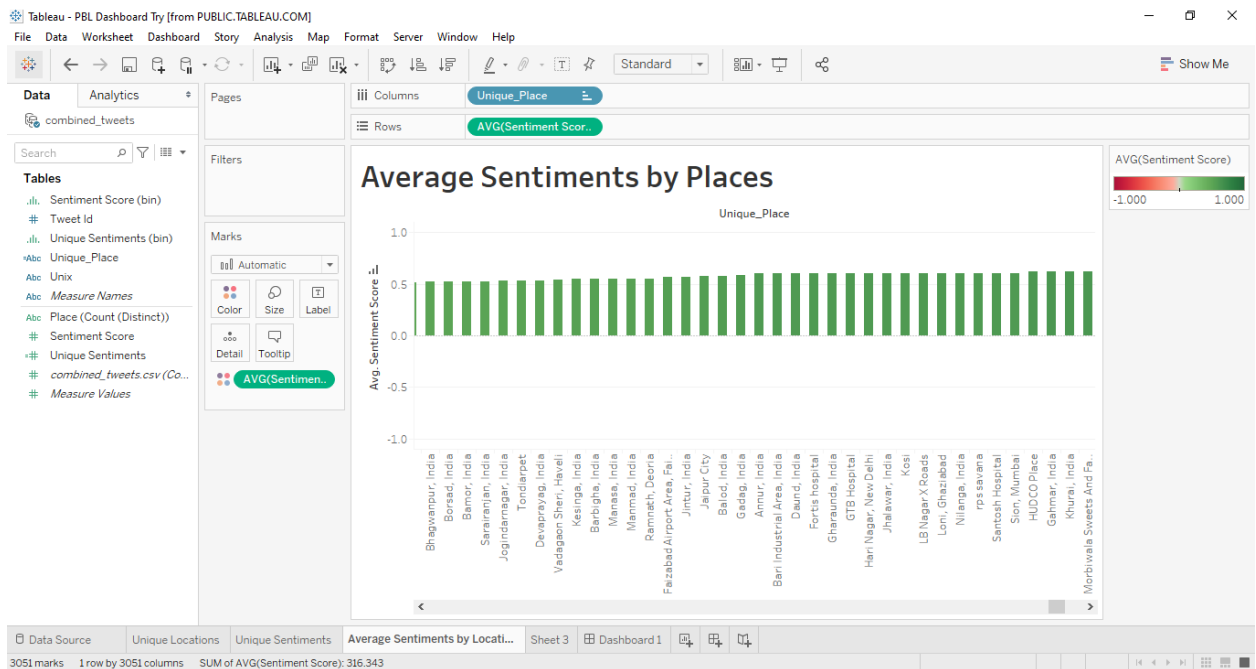 Tableau - PBL Dashboard Try [from PUBLIC.TABLEAU.COM]
File Data Worksheet Dashboard Story Analysis Map Format Server Window Help
Standard
Show Me
Data Analytics
combined_tweets
Search
Tables
Sentiment Score (bin)
# Tweet Id
Unique Sentiments (bin)
Abc Unique_Place
Abc Unix
Abc Measure Names
Abc Place (Count (Distinct))
# Sentiment Score
# Unique Sentiments
# combined_tweets.csv (Co...
# Measure Values
Pages
Filters
Marks
Automatic
Color Size Label
Detail Tooltip
AVG(Sentimen..
Columns Unique_Place
Rows AVG(Sentiment Scor..
Average Sentiments by Places
Unique_Place
Avg. Sentiment Score
1.0
0.5
0.0
-0.5
-1.0
Bhagwanpur, India
Borsad, India
Bamor, India
Sarairanjan, India
Jogindarnagar, India
Tondiarpet
Devaprayag, India
Vadagaon Sheri, Haveli
Kesinga, India
Barbigha, India
Manasa, India
Manmad, India
Ramnath, Deoria
Faizabad Airport Area, Fai..
Jintur, India
Jaipur City
Balod, India
Gadag, India
Annur, India
Bari Industrial Area, India
Daund, India
Fortis hospital
Gharaunda, India
GTB Hospital
Hari Nagar, New Delhi
Jhalawar, India
Kosi
LB Nagar X Roads
Loni, Ghaziabad
Nilanga, India
rps savana
Santosh Hospital
Sion, Mumbai
HUDCO Place
Gahmar, India
Khurai, India
Morbiwala Sweets And Fa..
AVG(Sentiment Score)
-1.000 1.000
Data Source Unique Locations Unique Sentiments Average Sentiments by Locati... Sheet 3 Dashboard 1
3051 marks 1 row by 3051 columns SUM of AVG(Sentiment Score): 316.343